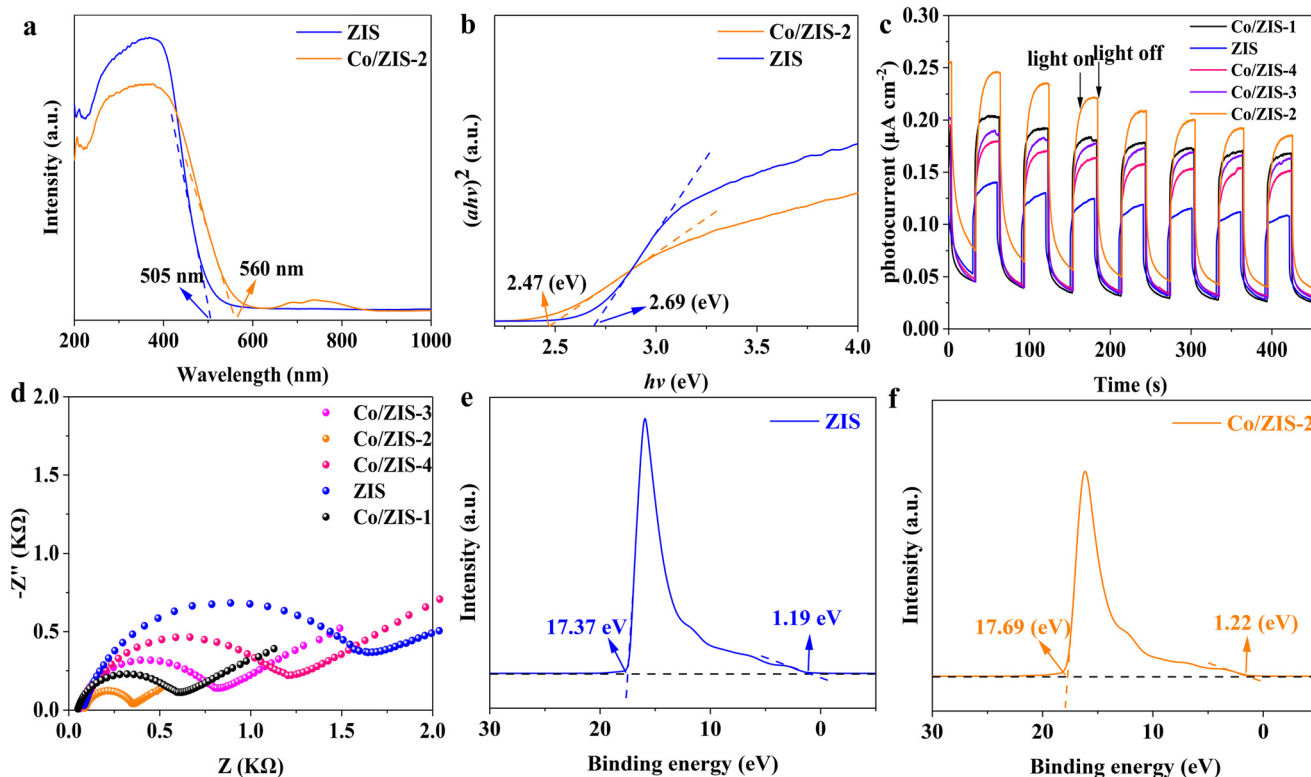 a
ZIS
Co/ZIS-2
Intensity (a.u.)
505 nm
560 nm
200 400 600 800 1000
Wavelength (nm)
b
Co/ZIS-2
ZIS
(ahv)²
(a.u.)
2.47 (eV)
2.69 (eV)
2.5 3.0 3.5 4.0
hv (eV)
c
Co/ZIS-1
ZIS
Co/ZIS-4
Co/ZIS-3
Co/ZIS-2
light on
light off
photocurrent (μA cm⁻²)
0.30
0.25
0.20
0.15
0.10
0.05
0.00
0 100 200 300 400
Time (s)
d
Co/ZIS-3
Co/ZIS-2
Co/ZIS-4
ZIS
Co/ZIS-1
-Z'' (KΩ)
2.0
1.5
1.0
0.5
0.0
0.0 0.5 1.0 1.5 2.0
Z (KΩ)
e
ZIS
Intensity (a.u.)
17.37 eV
1.19 eV
30 20 10 0
Binding energy (eV)
f
Co/ZIS-2
Intensity (a.u.)
17.69 (eV)
1.22 (eV)
30 20 10 0
Binding energy (eV)